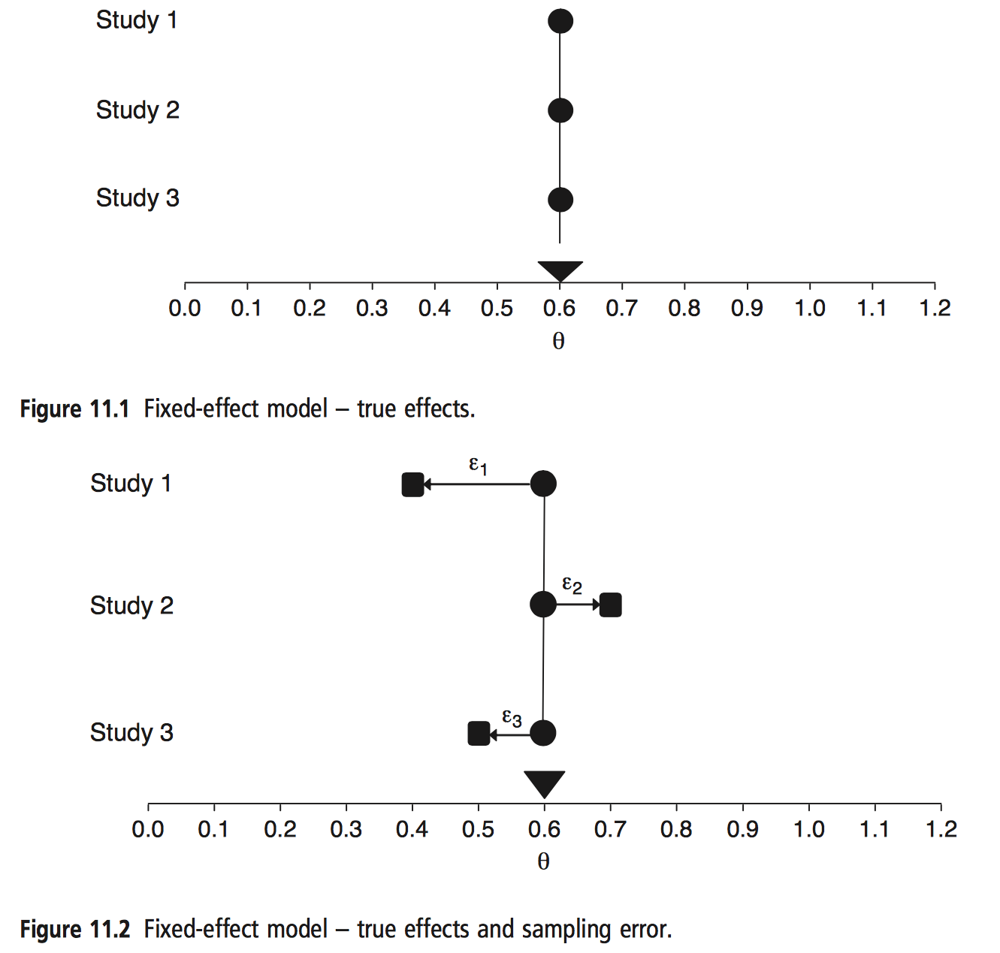 Study 1
Study 2
Study 3
0.0 0.1 0.2 0.3 0.4 0.5 0.6 0.7 0.8 0.9 1.0 1.1 1.2
θ
Figure 11.1 Fixed-effect model – true effects.
ε1
Study 1
ε2
Study 2
ε3
Study 3
0.0 0.1 0.2 0.3 0.4 0.5 0.6 0.7 0.8 0.9 1.0 1.1 1.2
θ
Figure 11.2 Fixed-effect model – true effects and sampling error.